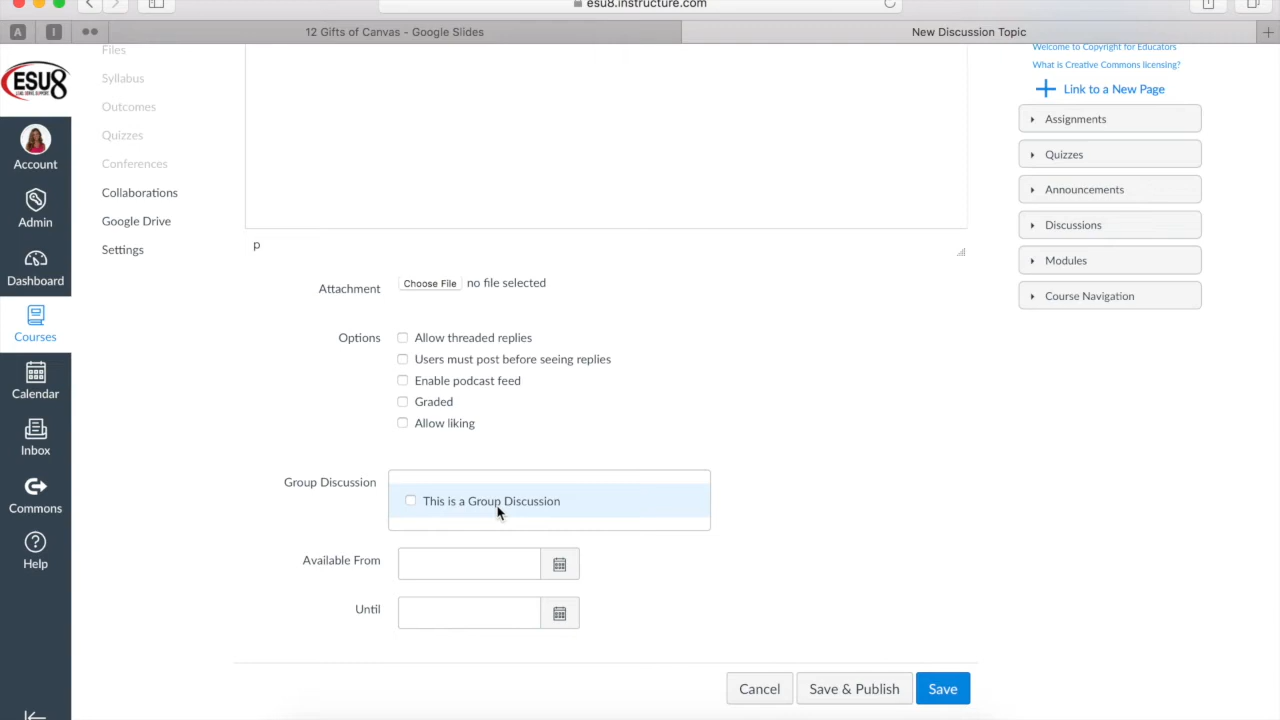 esu8.instructure.com
A
I
12 Gifts of Canvas - Google Slides
New Discussion Topic
ESU8
Account
Admin
Dashboard
Courses
Calendar
Inbox
Commons
Help
Files
Syllabus
Outcomes
Quizzes
Conferences
Collaborations
Google Drive
Settings
p
Attachment
Choose File no file selected
Options
Allow threaded replies
Users must post before seeing replies
Enable podcast feed
Graded
Allow liking
Group Discussion
This is a Group Discussion
Available From
Until
Cancel
Save & Publish
Save
Welcome to Copyright for Educators
What is Creative Commons licensing?
Link to a New Page
Assignments
Quizzes
Announcements
Discussions
Modules
Course Navigation